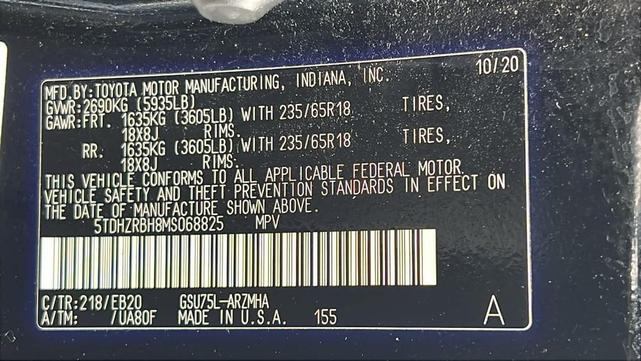 MFD.BY:TOYOTA MOTOR MANUFACTURING, INDIANA, INC. 10/20
GVWR:2690KG (5935LB)
GAWR:FRT. 1635KG (3605LB) WITH 235/65R18 TIRES,
18X8J RIMS.
RR. 1635KG (3605LB) WITH 235/65R18 TIRES,
18X8J RIMS.
THIS VEHICLE CONFORMS TO ALL APPLICABLE FEDERAL MOTOR
VEHICLE SAFETY AND THEFT PREVENTION STANDARDS IN EFFECT ON
THE DATE OF MANUFACTURE SHOWN ABOVE.
5TDHZRBH8MS068825 MPV
C/TR:218/EB20 GSU75L-ARZMHA
A/TM: /UA80F MADE IN U.S.A. 155 A